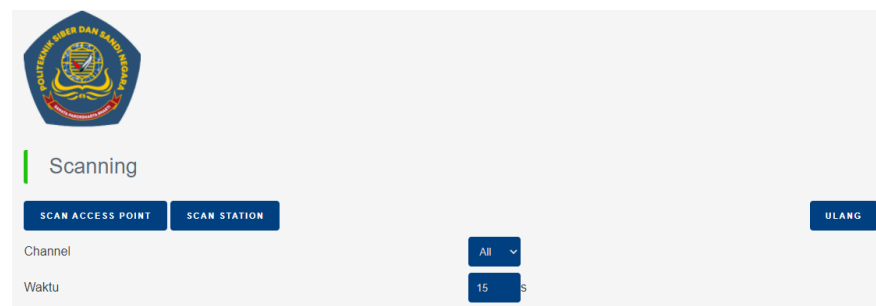 POLITEKNIK SIBER DAN SANDI NEGARA
Scanning
SCAN ACCESS POINT SCAN STATION ULANG
Channel All
Waktu 15 s